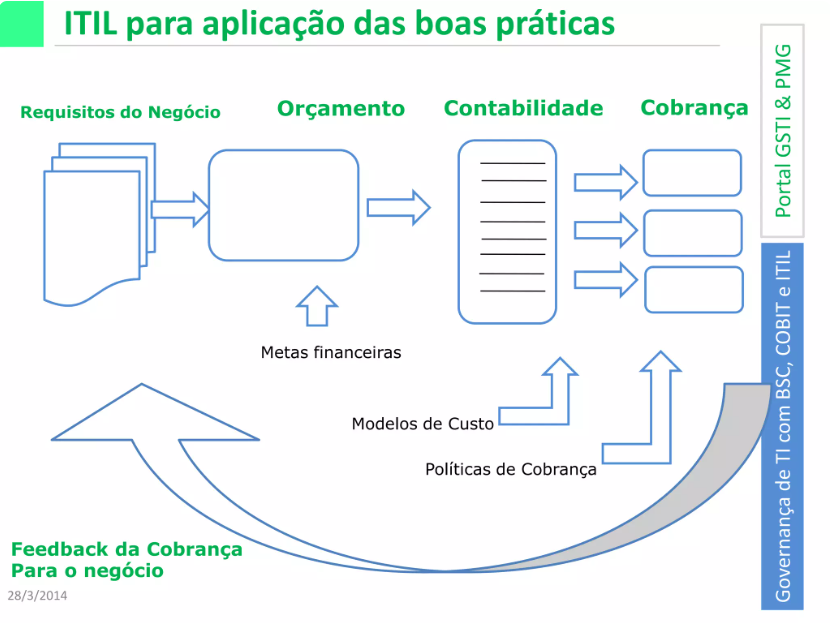 ITIL para aplicação das boas práticas
Requisitos do Negócio
Orçamento
Contabilidade
Cobrança
Metas financeiras
Modelos de Custo
Políticas de Cobrança
Feedback da Cobrança
Para o negócio
28/3/2014
Portal GSTI & PMG
Governança de TI com BSC, COBIT e ITIL